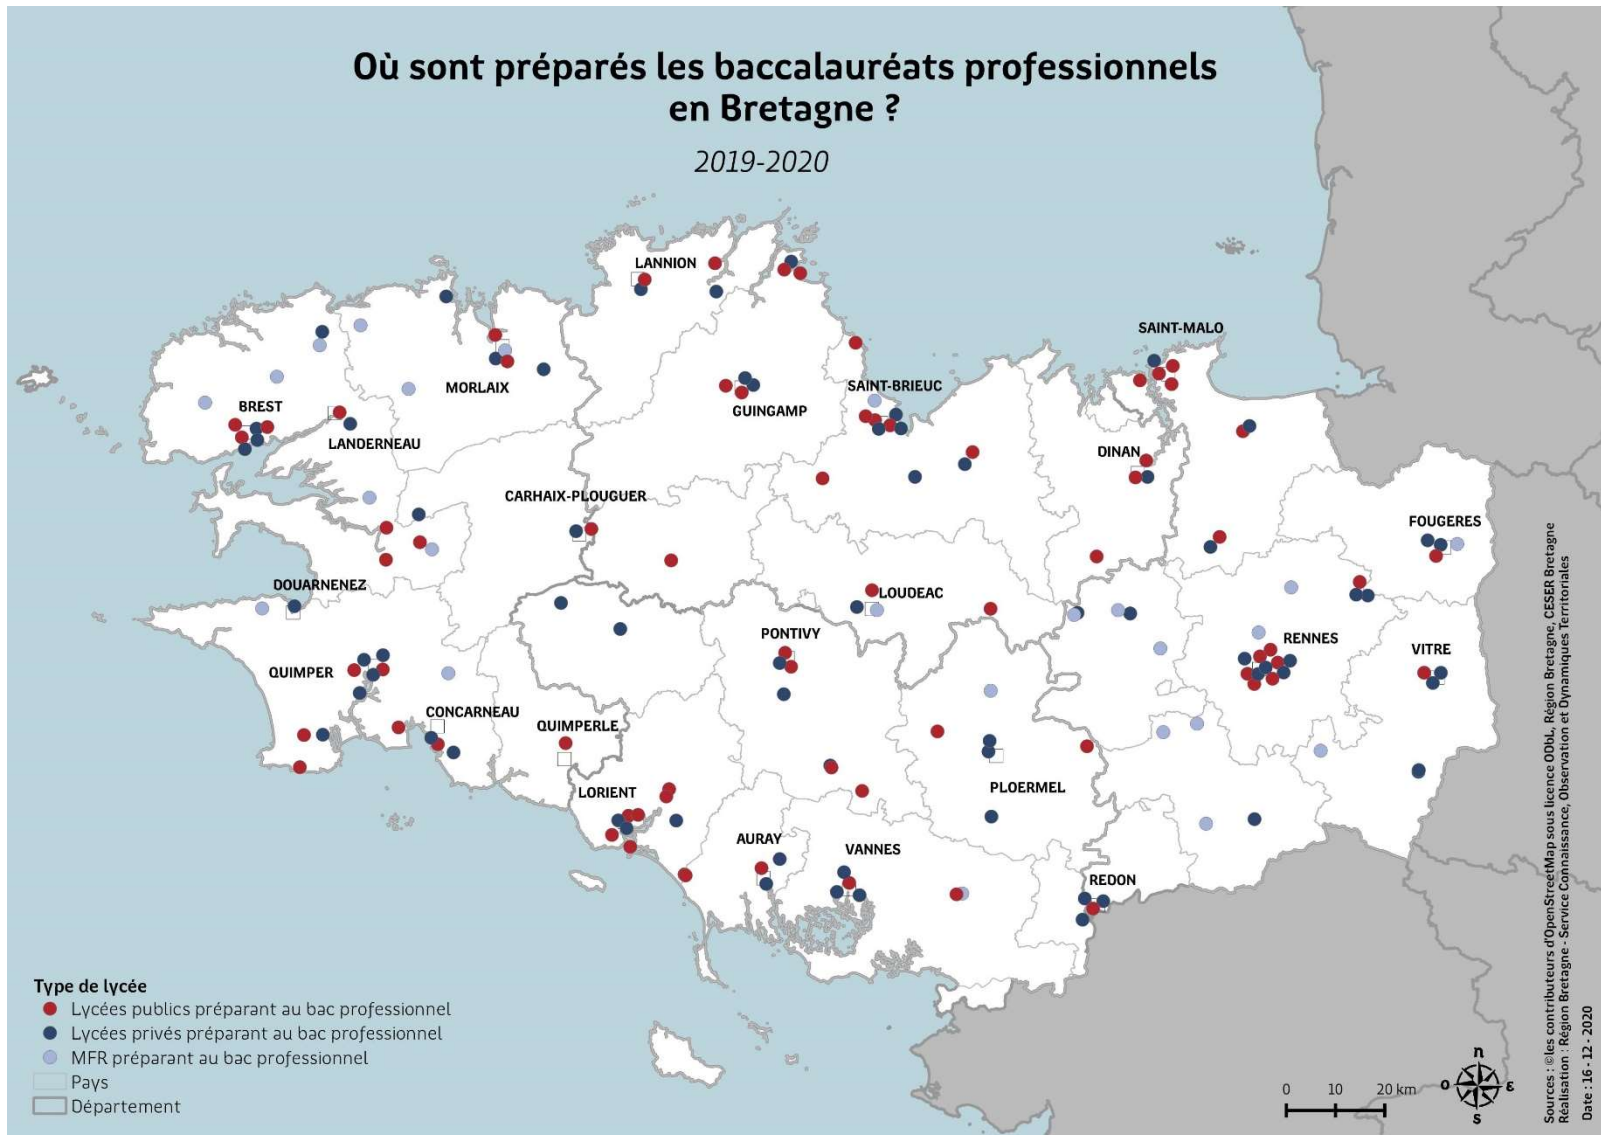 Où sont préparés les baccalauréats professionnels
en Bretagne ?
2019-2020
LANNION
SAINT-MALO
MORLAIX
SAINT-BRIEUC
BREST
GUINGAMP
LANDERNEAU
DINAN
CARHAIX-PLOUGUER
FOUGERES
DOUARNENEZ
LOUDEAC
PONTIVY
RENNES
VITRE
QUIMPER
CONCARNEAU
QUIMPERLE
LORIENT
PLOERMEL
AURAY
VANNES
REDON
Type de lycée
Lycées publics préparant au bac professionnel
Lycées privés préparant au bac professionnel
MFR préparant au bac professionnel
Pays
Département
0 10 20 km
n
O
ε
S
Sources : ©les contributeurs d'OpenStreetMap sous licence ODbL, Région Bretagne, CESER Bretagne
Réalisation : Région Bretagne - Service Connaissance, Observation et Dynamiques Territoriales
Date : 16 - 12 - 2020